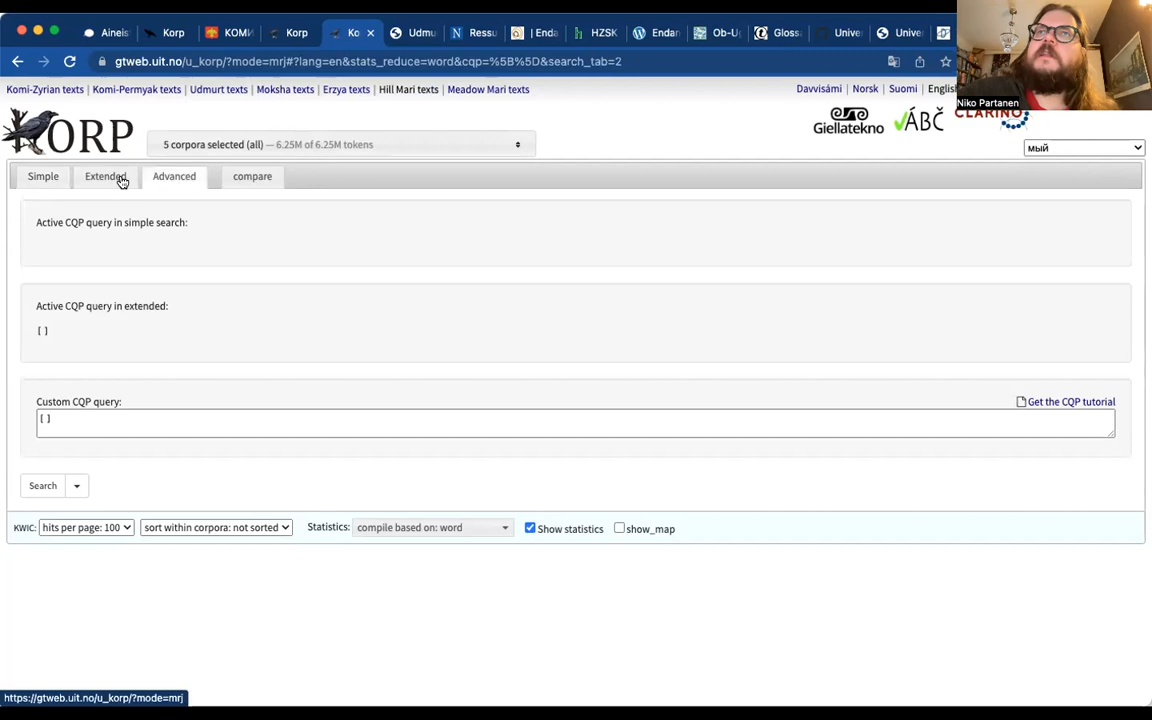 Aineis Korp КОМИ Korp Ko Udmu Ressu | Enda HZSK Endan Ob-Ug Gloss Univer Univer
gtweb.uit.no/u_korp/?mode=mrj#?lang=en&stats_reduce=word&cqp=%5B%5D&search_tab=2
Komi-Zyrian texts Komi-Permyak texts Udmurt texts Moksha texts Erzya texts Hill Mari texts Meadow Mari texts Davvisámi Norsk Suomi English
Niko Partanen
KORP 5 corpora selected (all) — 6.25M of 6.25M tokens Giellatekno ABČ CLARINO
мый
Simple Extended Advanced compare
Active CQP query in simple search:
Active CQP query in extended:
[ ]
Custom CQP query: Get the CQP tutorial
[ ]
Search
KWIC: hits per page: 100 sort within corpora: not sorted Statistics: compile based on: word Show statistics show_map
https://gtweb.uit.no/u_korp/?mode=mrj